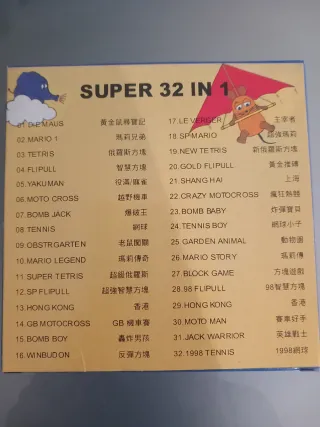 SUPER 32 IN 1
01.DIE MAUS 黃金鼠尋寶記
02.MARIO 1 瑪莉兄弟
03.TETRIS 俄羅斯方塊
04.FLIPULL 智慧方塊
05.YAKUMAN 役滿/麻雀
06.MOTO CROSS 越野機車
07.BOMB JACK 爆破王
08.TENNIS 網球
09.OBSTRGARTEN 老鼠闖關
10.MARIO LEGEND 瑪莉傳奇
11.SUPER TETRIS 超級俄羅斯
12.SP FLIPULL 超強智慧方塊
13.HONG KONG 香港
14.GB MOTOCROSS GB 機車賽
15.BOMB BOY 轟炸男孩
16.WINBUDON 反彈方塊
17.LE VERGER 主宰者
18.SP MARIO 超強瑪莉
19.NEW TETRIS 新俄羅斯方塊
20.GOLD FLIPULL 黃金推磚
21.SHANG HAI 上海
22.CRAZY MOTOCROSS 瘋狂熱騎
23.BOMB BABY 炸彈寶貝
24.TENNIS BOY 網球小子
25.GARDEN ANIMAL 動物園
26.MARIO STORY 瑪莉傳
27.BLOCK GAME 方塊遊戲
28.98 FLIPULL 98智慧方塊
29.HONG KONG 香港
30.MOTO MAN 賽車好手
31.JACK WARRIOR 英雄戰士
32.1998 TENNIS 1998網球